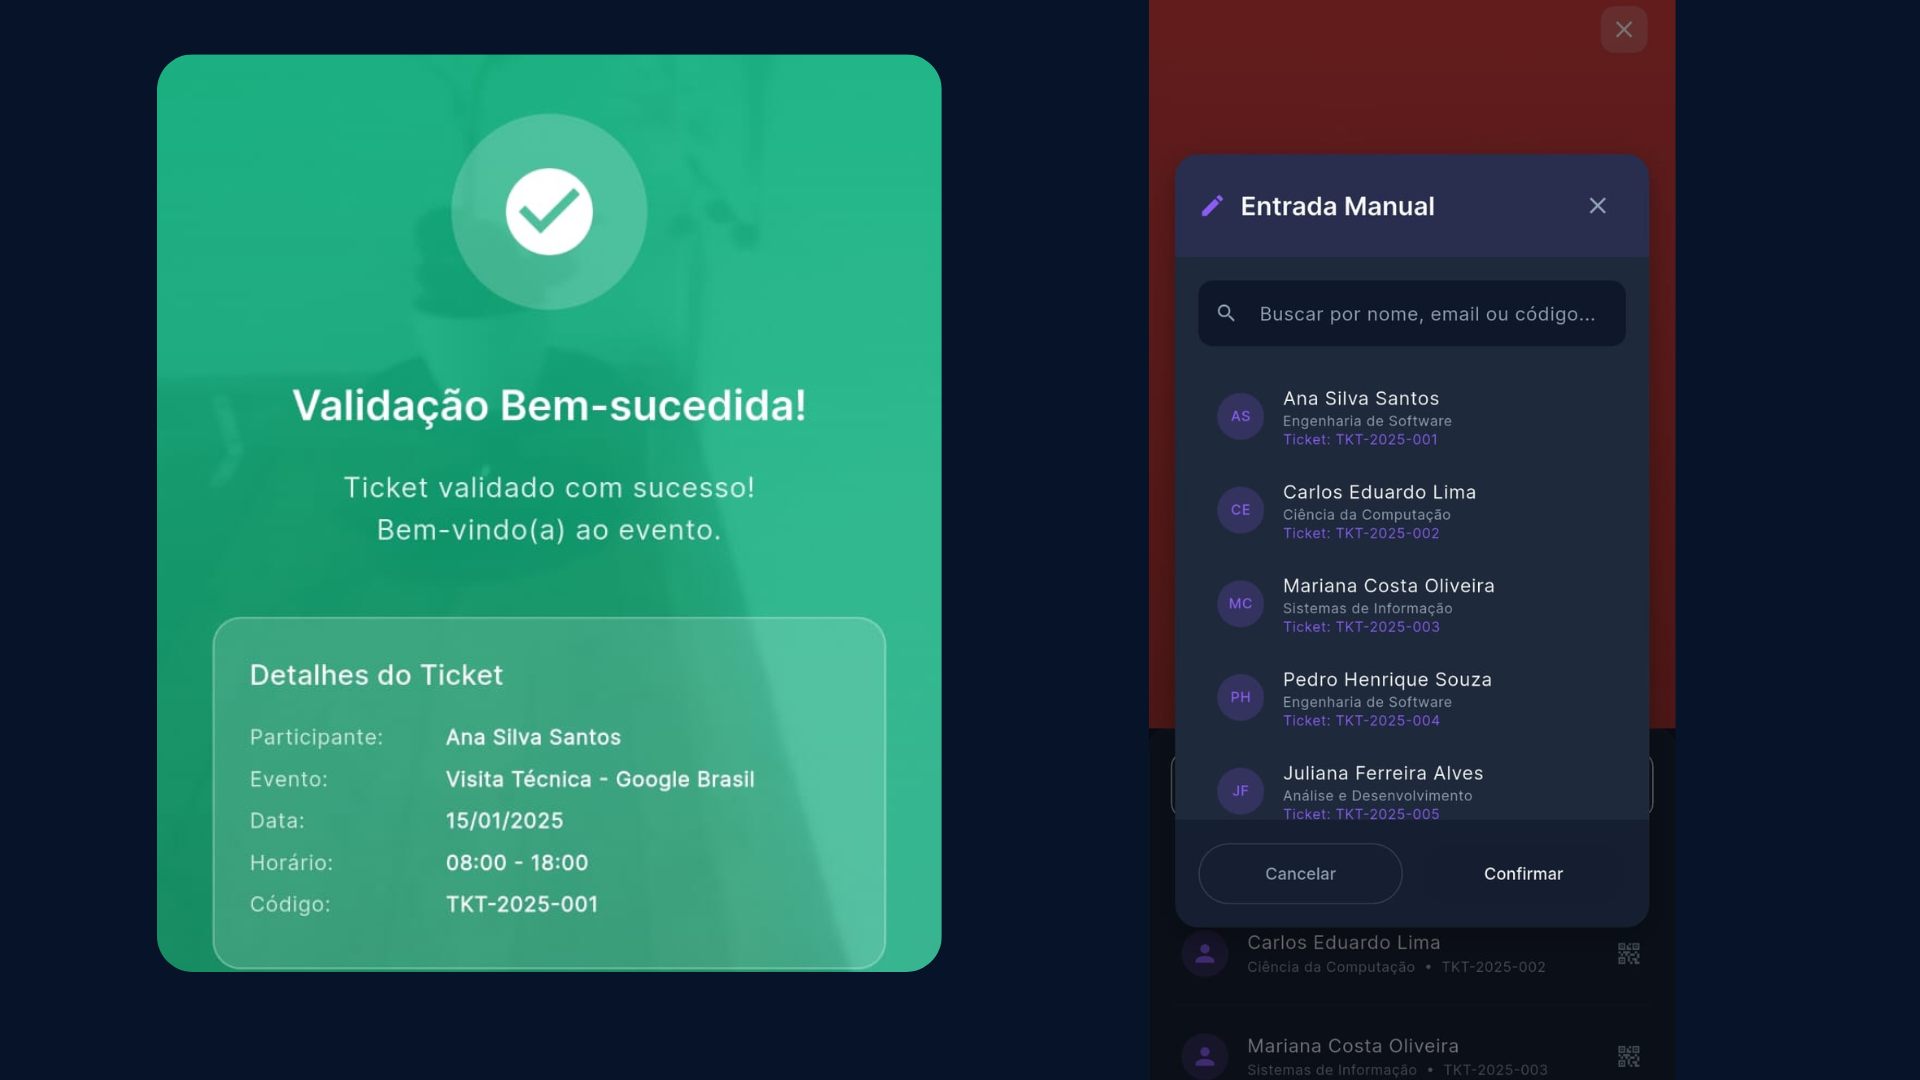 Validação Bem-sucedida!
Ticket validado com sucesso!
Bem-vindo(a) ao evento.
Detalhes do Ticket
Participante: Ana Silva Santos
Evento: Visita Técnica - Google Brasil
Data: 15/01/2025
Horário: 08:00 - 18:00
Código: TKT-2025-001
Entrada Manual
Buscar por nome, email ou código...
AS
Ana Silva Santos
Engenharia de Software
Ticket: TKT-2025-001
CE
Carlos Eduardo Lima
Ciência da Computação
Ticket: TKT-2025-002
MC
Mariana Costa Oliveira
Sistemas de Informação
Ticket: TKT-2025-003
PH
Pedro Henrique Souza
Engenharia de Software
Ticket: TKT-2025-004
JF
Juliana Ferreira Alves
Análise e Desenvolvimento
Ticket: TKT-2025-005
Cancelar
Confirmar
Carlos Eduardo Lima
Ciência da Computação • TKT-2025-002
Mariana Costa Oliveira
Sistemas de Informação • TKT-2025-003